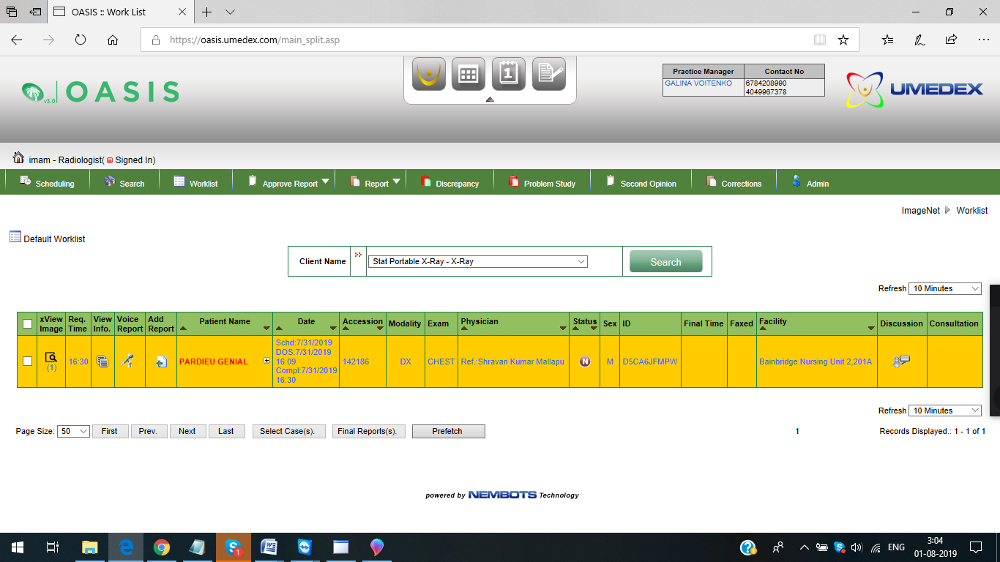 OASIS :: Work List
https://oasis.umedex.com/main_split.asp
v3.0 OASIS
1
Practice Manager Contact No
GALINA VOITENKO 6784208990
4049967378
UMEDEX
imam - Radiologist( Signed In)
Scheduling Search Worklist Approve Report Report Discrepancy Problem Study Second Opinion Corrections Admin
ImageNet Worklist
Default Worklist
Client Name Stat Portable X-Ray - X-Ray Search
Refresh 10 Minutes
xView Image Req. Time View Info. Voice Report Add Report Patient Name Date Accession Modality Exam Physician Status Sex ID Final Time Faxed Facility Discussion Consultation
(1) 16:30 PARDIEU GENIAL Schd:7/31/2019 DOS:7/31/2019 16:09 Compl:7/31/2019 16:30 142186 DX CHEST Ref.:Shravan Kumar Mallapu N M D5CA6JFMPW Bainbridge Nursing Unit 2,201A
Refresh 10 Minutes
Page Size: 50 First Prev. Next Last Select Case(s). Final Reports(s). Prefetch 1 Records Displayed.: 1 - 1 of 1
powered by NEMBOTS Technology
1 ENG 3:04
01-08-2019